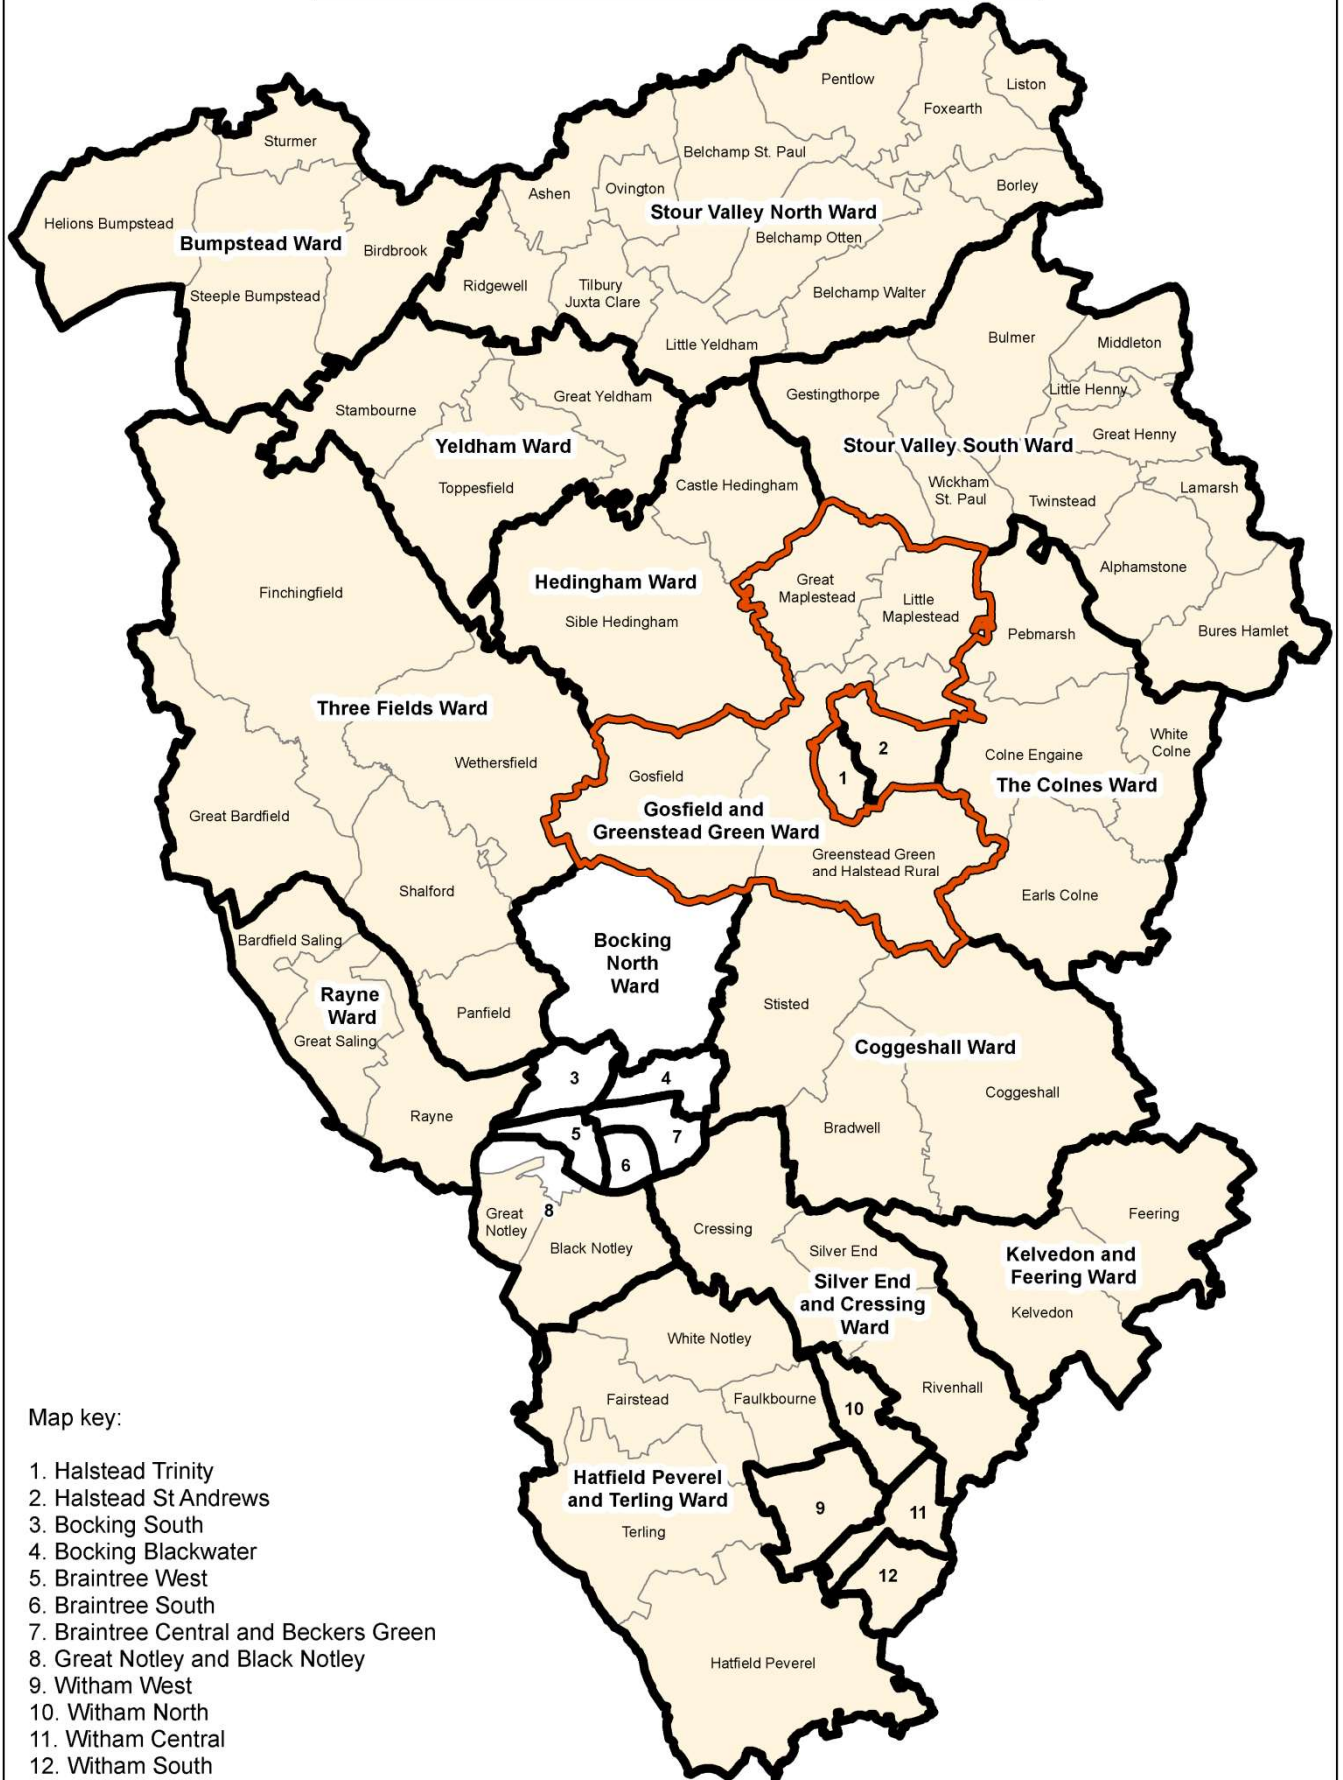 Pentlow
Liston
Foxearth
Sturmer
Belchamp St. Paul
Ashen
Ovington
Borley
Stour Valley North Ward
Helions Bumpstead
Bumpstead Ward
Birdbrook
Belchamp Otten
Ridgewell
Tilbury
Juxta Clare
Steeple Bumpstead
Belchamp Walter
Little Yeldham
Bulmer
Middleton
Great Yeldham
Gestingthorpe
Little Henny
Stambourne
Yeldham Ward
Stour Valley South Ward
Great Henny
Toppesfield
Castle Hedingham
Wickham
St. Paul
Twinstead
Lamarsh
Alphamstone
Finchingfield
Hedingham Ward
Great
Maplestead
Little
Maplestead
Sible Hedingham
Pebmarsh
Bures Hamlet
Three Fields Ward
White
Colne
2
Colne Engaine
Wethersfield
Gosfield
1
The Colnes Ward
Great Bardfield
Gosfield and
Greenstead Green Ward
Greenstead Green
and Halstead Rural
Shalford
Earls Colne
Bardfield Saling
Bocking
North
Ward
Rayne
Ward
Panfield
Stisted
Great Saling
Coggeshall Ward
3
4
Coggeshall
Rayne
Bradwell
5
7
6
8
Great
Notley
Black Notley
Cressing
Silver End
Feering
Kelvedon and
Feering Ward
Silver End
and Cressing
Ward
Kelvedon
White Notley
Fairstead
Faulkbourne
Rivenhall
10
Hatfield Peverel
and Terling Ward
9
11
Terling
12
Hatfield Peverel
Map key:
1. Halstead Trinity
2. Halstead St Andrews
3. Bocking South
4. Bocking Blackwater
5. Braintree West
6. Braintree South
7. Braintree Central and Beckers Green
8. Great Notley and Black Notley
9. Witham West
10. Witham North
11. Witham Central
12. Witham South